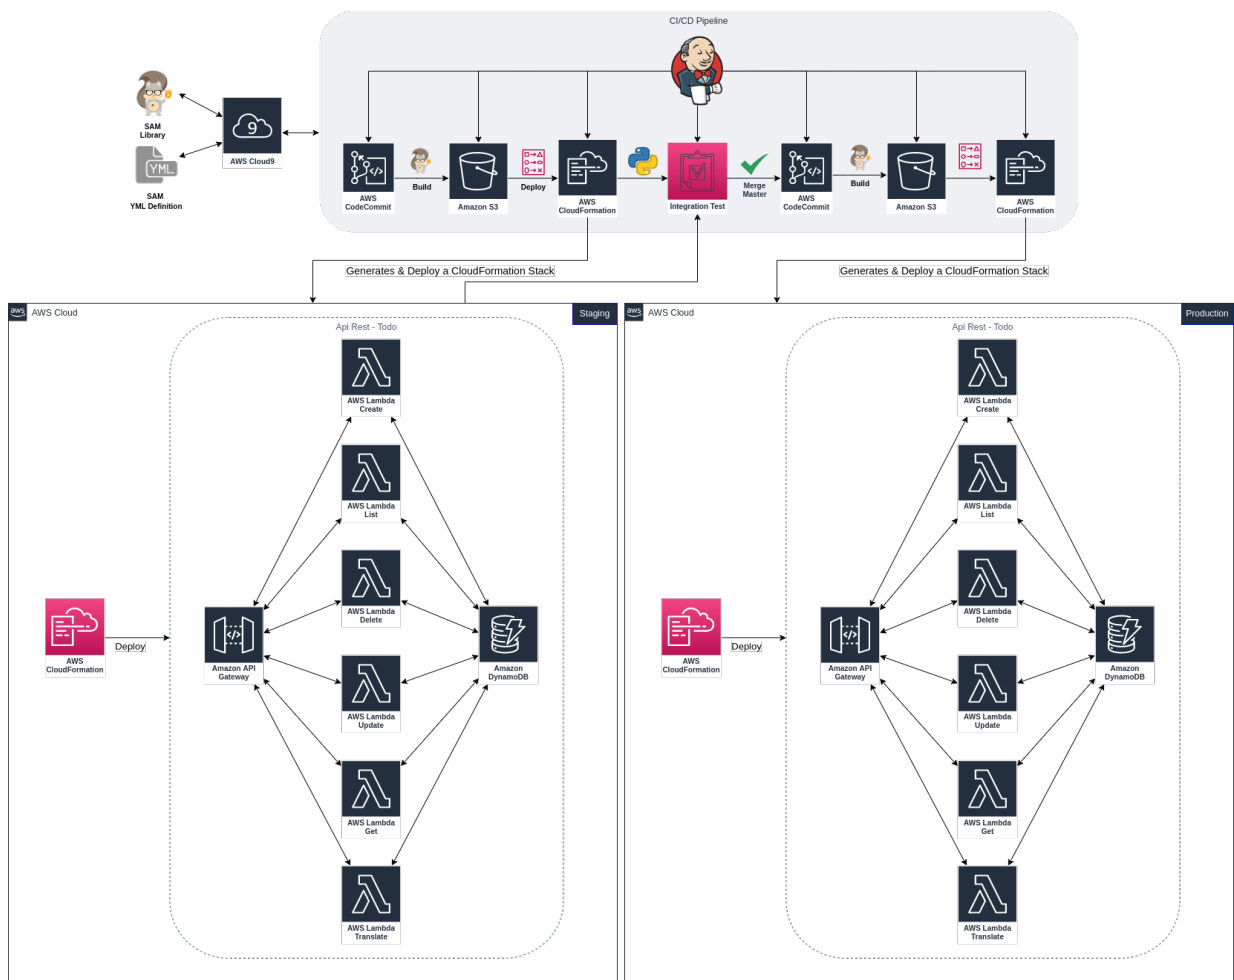 CI/CD Pipeline
SAM
Library
9
AWS Cloud9
YML
SAM
YML Definition
AWS
CodeCommit
Build
Amazon S3
Deploy
AWS
CloudFormation
Integration Test
Merge
Master
AWS
CodeCommit
Build
Amazon S3
AWS
CloudFormation
Generates & Deploy a CloudFormation Stack
Generates & Deploy a CloudFormation Stack
aws
AWS Cloud
Staging
Api Rest - Todo
AWS Lambda
Create
AWS Lambda
List
AWS Lambda
Delete
AWS
CloudFormation
Deploy
Amazon API
Gateway
Amazon
DynamoDB
AWS Lambda
Update
AWS Lambda
Get
AWS Lambda
Translate
aws
AWS Cloud
Production
Api Rest - Todo
AWS Lambda
Create
AWS Lambda
List
AWS Lambda
Delete
AWS
CloudFormation
Deploy
Amazon API
Gateway
Amazon
DynamoDB
AWS Lambda
Update
AWS Lambda
Get
AWS Lambda
Translate